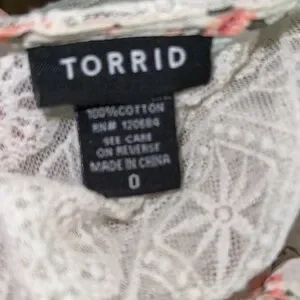 TORRID
100% COTTON
RN# 120684
SEE CARE
ON REVERSE
MADE IN CHINA
0